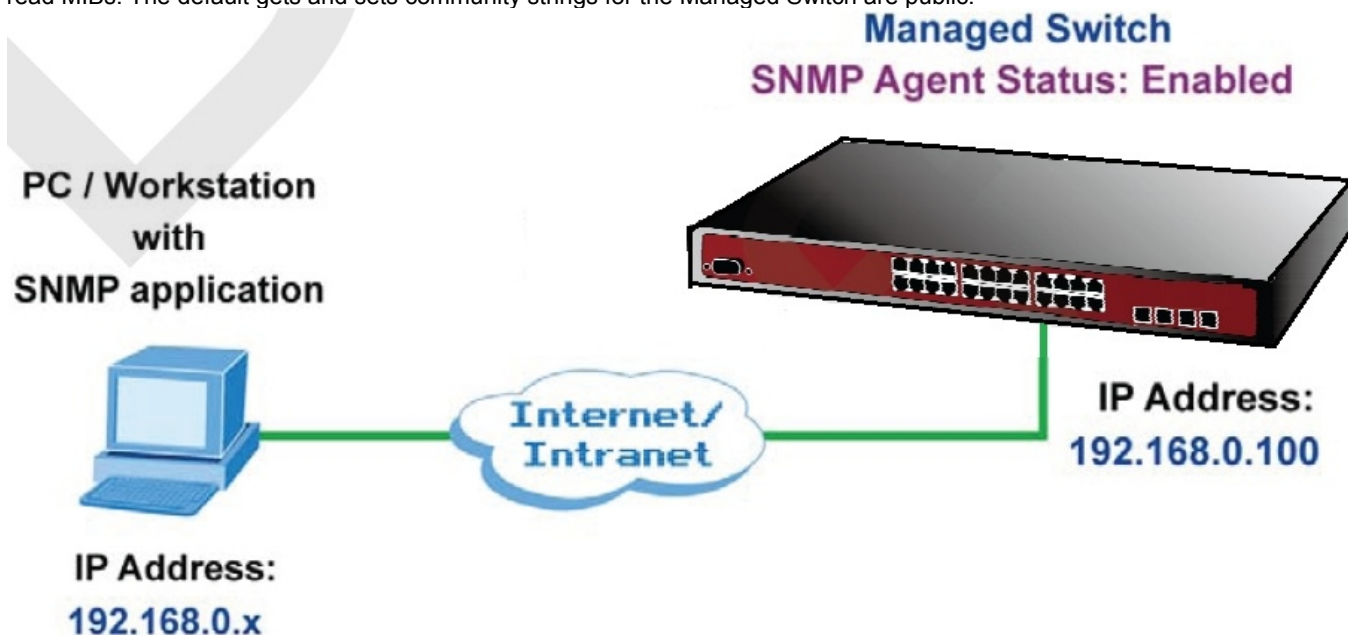 read MIBs. The default gets and sets community strings for the Managed Switch are public.
Managed Switch
SNMP Agent Status: Enabled
PC / Workstation
with
SNMP application
Internet/
Intranet
IP Address:
192.168.0.100
IP Address:
192.168.0.x